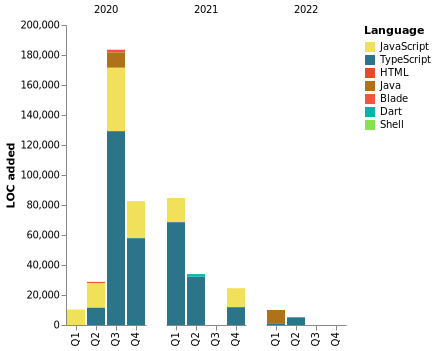 2020 2021 2022
Language
JavaScript
TypeScript
HTML
Java
Blade
Dart
Shell
LOC added
200,000
180,000
160,000
140,000
120,000
100,000
80,000
60,000
40,000
20,000
0
Q1 Q2 Q3 Q4 Q1 Q2 Q3 Q4 Q1 Q2 Q3 Q4